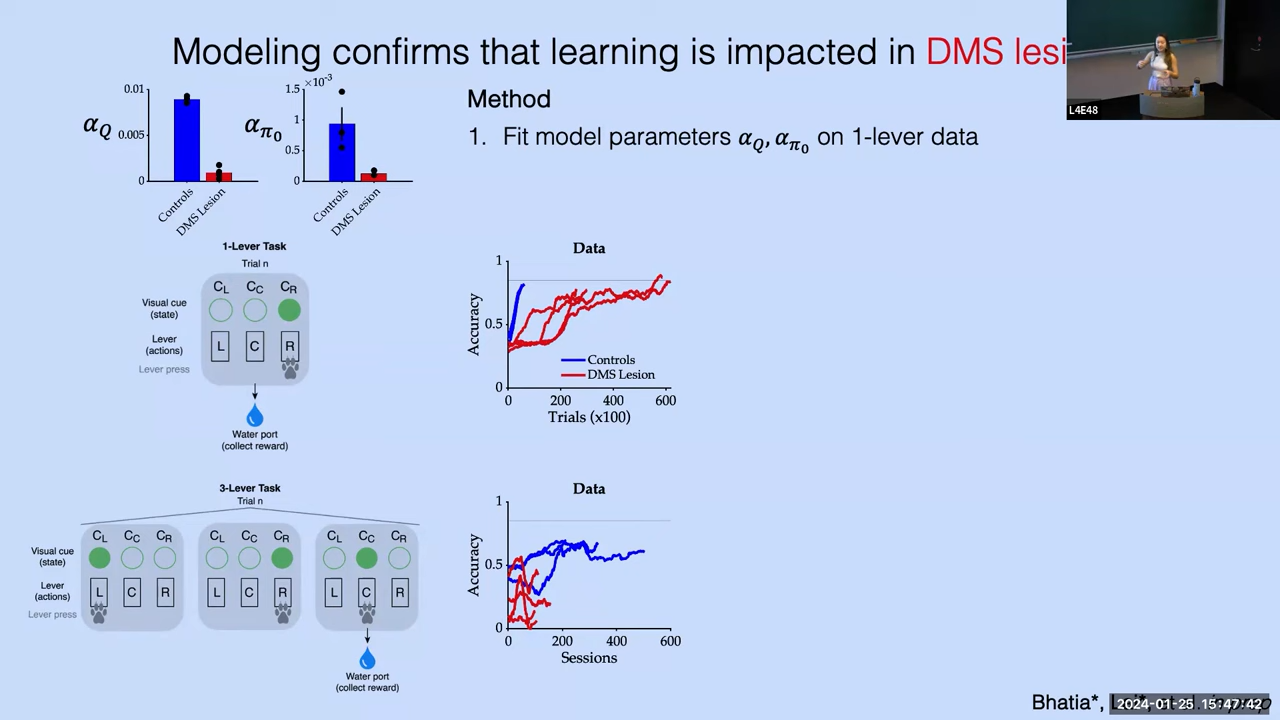 Modeling confirms that learning is impacted in DMS lesi
L4E48
α_Q
0.01
0.005
0
Controls
DMS Lesion
α_π₀
×10⁻³
1.5
1
0.5
0
Controls
DMS Lesion
Method
1. Fit model parameters α_Q, α_π₀ on 1-lever data
1-Lever Task
Trial n
C_L C_C C_R
Visual cue
(state)
Lever
(actions)
L C R
Lever press
Water port
(collect reward)
Data
Accuracy
1
0.5
0
Controls
DMS Lesion
0 200 400 600
Trials (x100)
3-Lever Task
Trial n
C_L C_C C_R C_L C_C C_R C_L C_C C_R
Visual cue
(state)
Lever
(actions)
L C R L C R L C R
Lever press
Water port
(collect reward)
Data
Accuracy
1
0.5
0
0 200 400 600
Sessions
Bhatia*,
2024-01-25 15:47:42